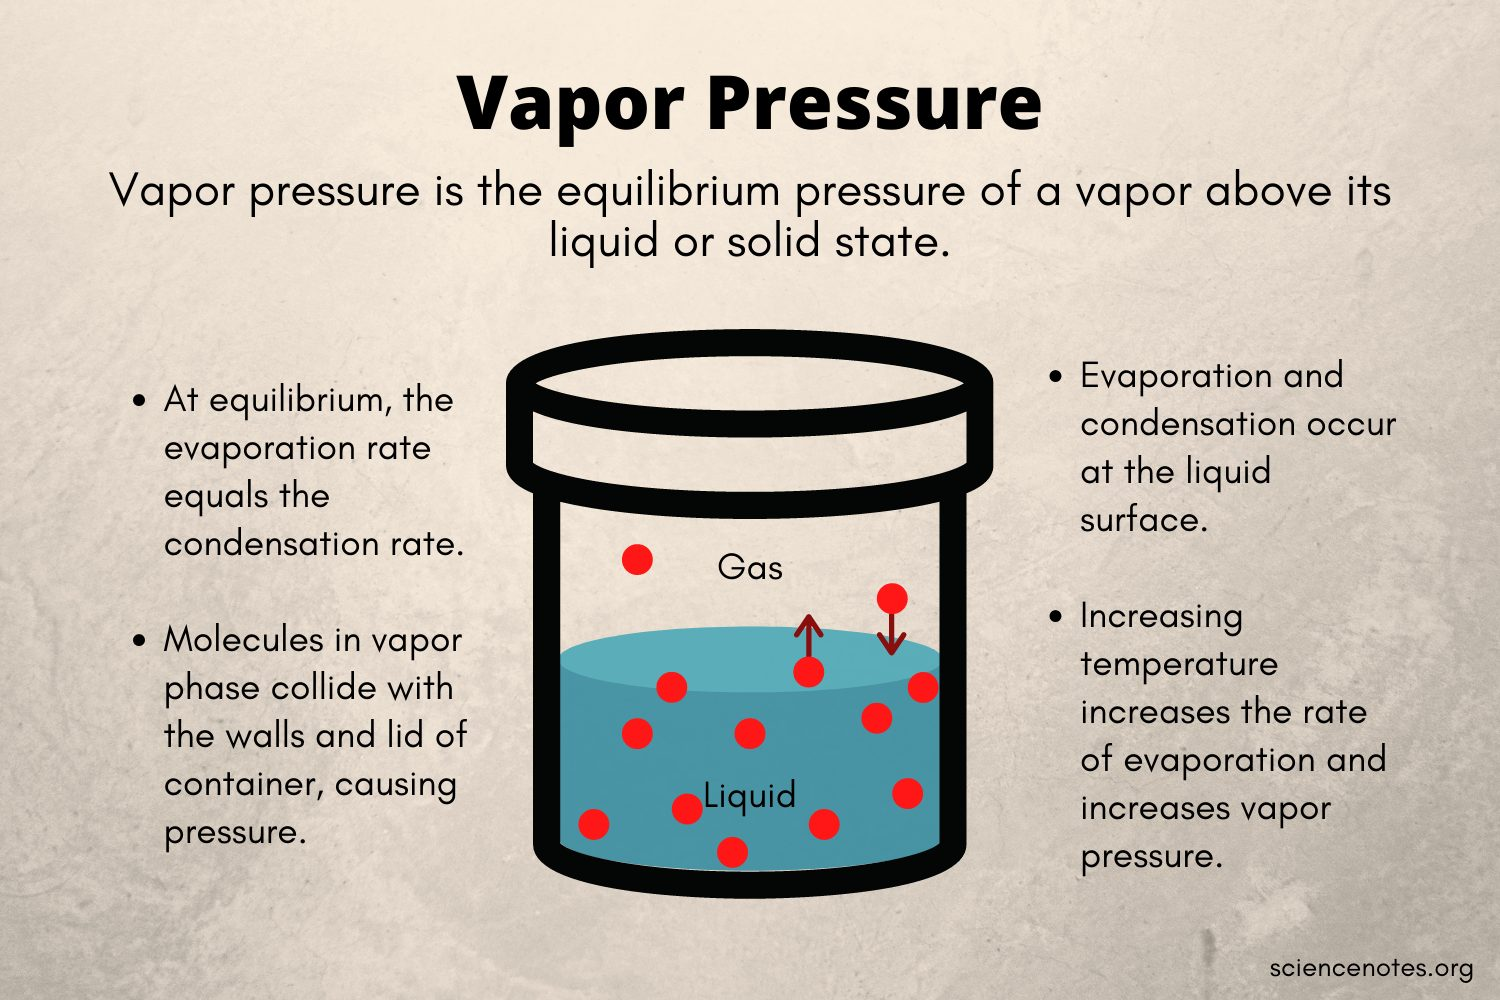 Vapor Pressure
Vapor pressure is the equilibrium pressure of a vapor above its
liquid or solid state.
• At equilibrium, the
evaporation rate
equals the
condensation rate.
• Molecules in vapor
phase collide with
the walls and lid of
container, causing
pressure.
Gas
Liquid
• Evaporation and
condensation occur
at the liquid
surface.
• Increasing
temperature
increases the rate
of evaporation and
increases vapor
pressure.
sciencenotes.org